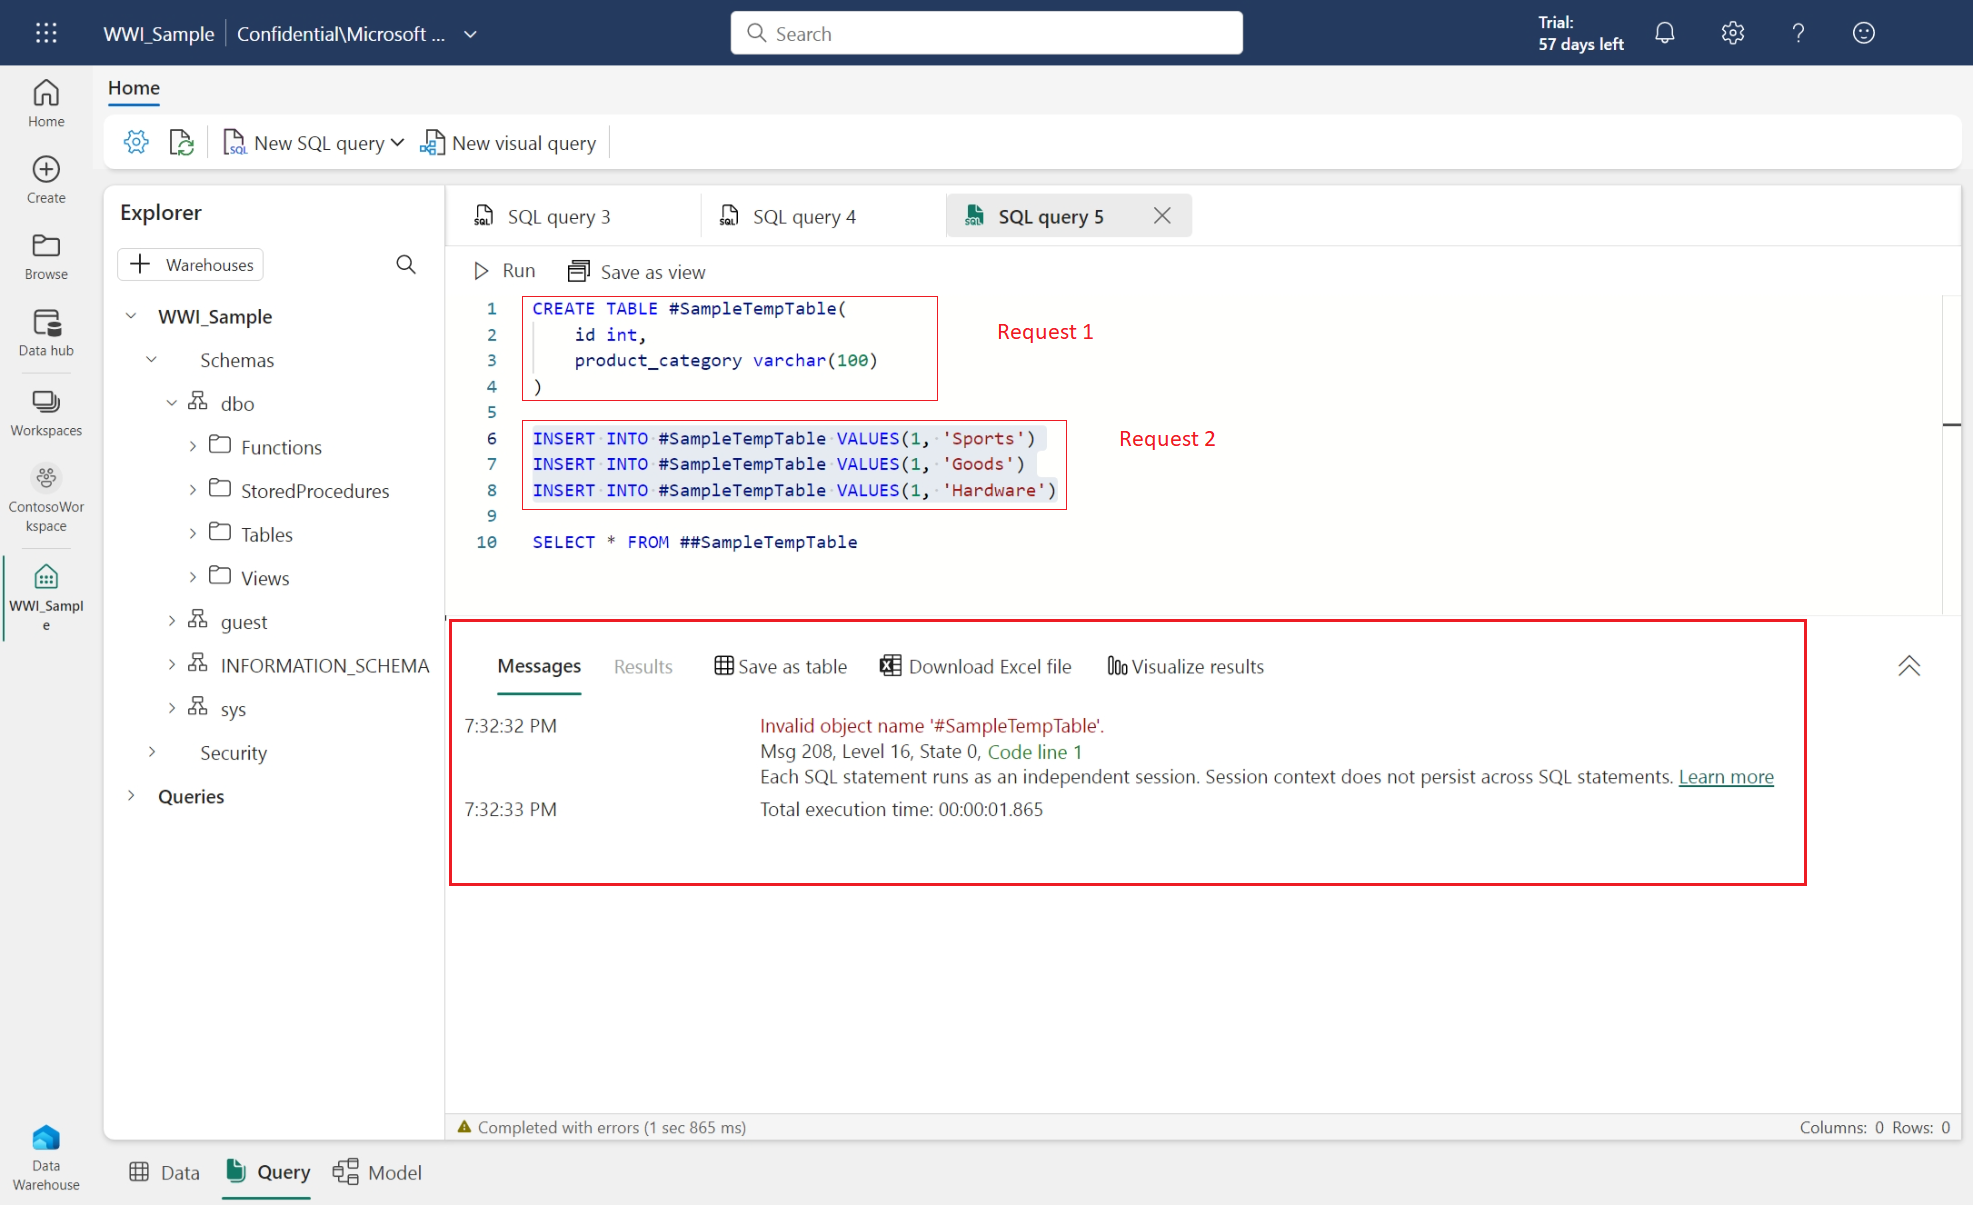 WWI_Sample
Confidential\Microsoft ...
Search
Trial:
57 days left
Home
Home
Create
Browse
Data hub
Workspaces
ContosoWor
kspace
WWI_Sampl
e
Data
Warehouse
New SQL query
New visual query
Explorer
Warehouses
WWI_Sample
Schemas
dbo
Functions
StoredProcedures
Tables
Views
guest
INFORMATION_SCHEMA
sys
Security
Queries
SQL query 3
SQL query 4
SQL query 5
Run
Save as view
1 CREATE TABLE #SampleTempTable(
2 id int,
3 product_category varchar(100)
4 )
5
6 INSERT INTO #SampleTempTable VALUES(1, 'Sports')
7 INSERT INTO #SampleTempTable VALUES(1, 'Goods')
8 INSERT INTO #SampleTempTable VALUES(1, 'Hardware')
9
10 SELECT * FROM ##SampleTempTable
Request 1
Request 2
Messages
Results
Save as table
Download Excel file
Visualize results
7:32:32 PM
Invalid object name '#SampleTempTable'.
Msg 208, Level 16, State 0, Code line 1
Each SQL statement runs as an independent session. Session context does not persist across SQL statements. Learn more
7:32:33 PM
Total execution time: 00:00:01.865
Completed with errors (1 sec 865 ms)
Columns: 0 Rows: 0
Data
Query
Model